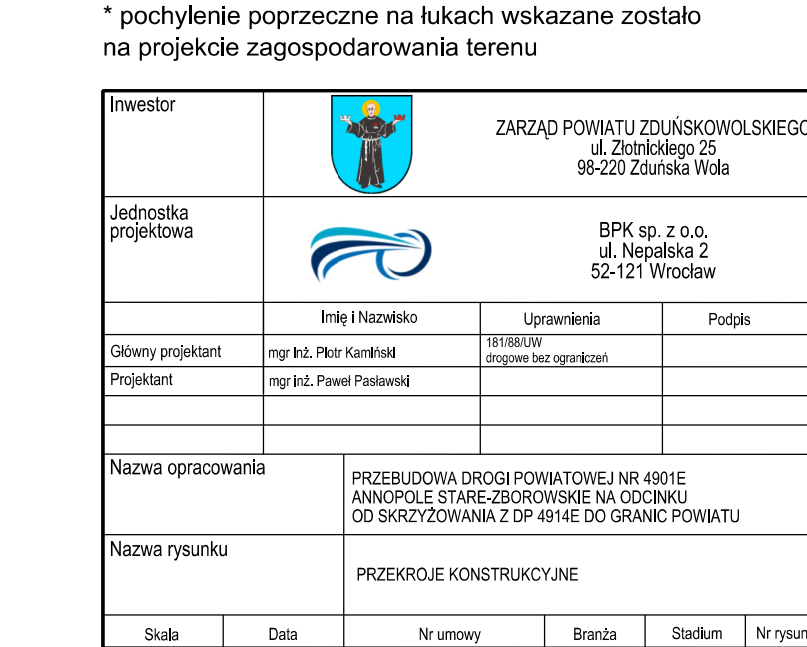 * pochylenie poprzeczne na łukach wskazane zostało
na projekcie zagospodarowania terenu
Inwestor
ZARZĄD POWIATU ZDUŃSKOWOLSKIEGO
ul. Złotnickiego 25
98-220 Zduńska Wola
Jednostka
projektowa
BPK sp. z o.o.
ul. Nepalska 2
52-121 Wrocław
Imię i Nazwisko
Uprawnienia
Podpis
Główny projektant
mgr inż. Piotr Kamiński
181/88/UW
drogowe bez ograniczeń
Projektant
mgr inż. Paweł Pasławski
Nazwa opracowania
PRZEBUDOWA DROGI POWIATOWEJ NR 4901E
ANNOPOLE STARE-ZBOROWSKIE NA ODCINKU
OD SKRZYŻOWANIA Z DP 4914E DO GRANIC POWIATU
Nazwa rysunku
PRZEKROJE KONSTRUKCYJNE
Skala
Data
Nr umowy
Branża
Stadium
Nr rysun